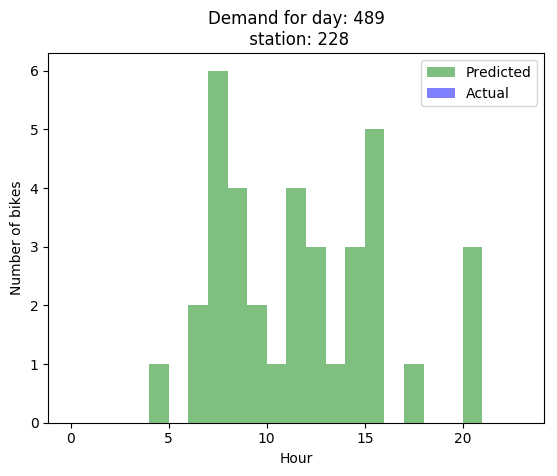 Demand for day: 489
station: 228
Predicted
Actual
Number of bikes
6
5
4
3
2
1
0
0
5
10
15
20
Hour